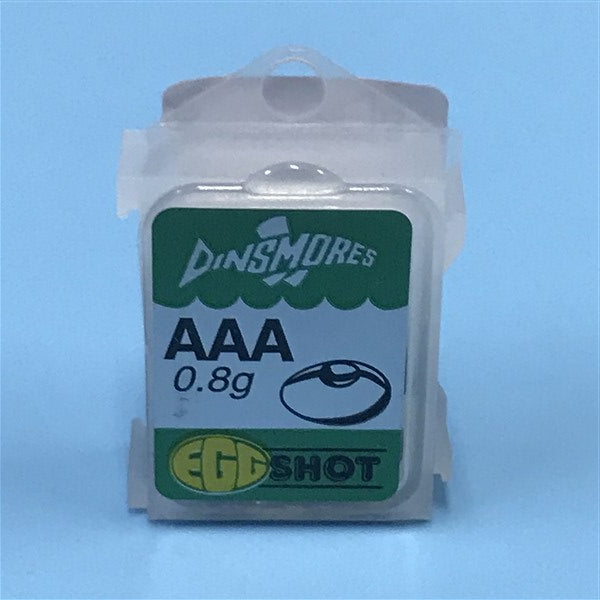 DINSMORES
AAA
0.8g
EGG SHOT